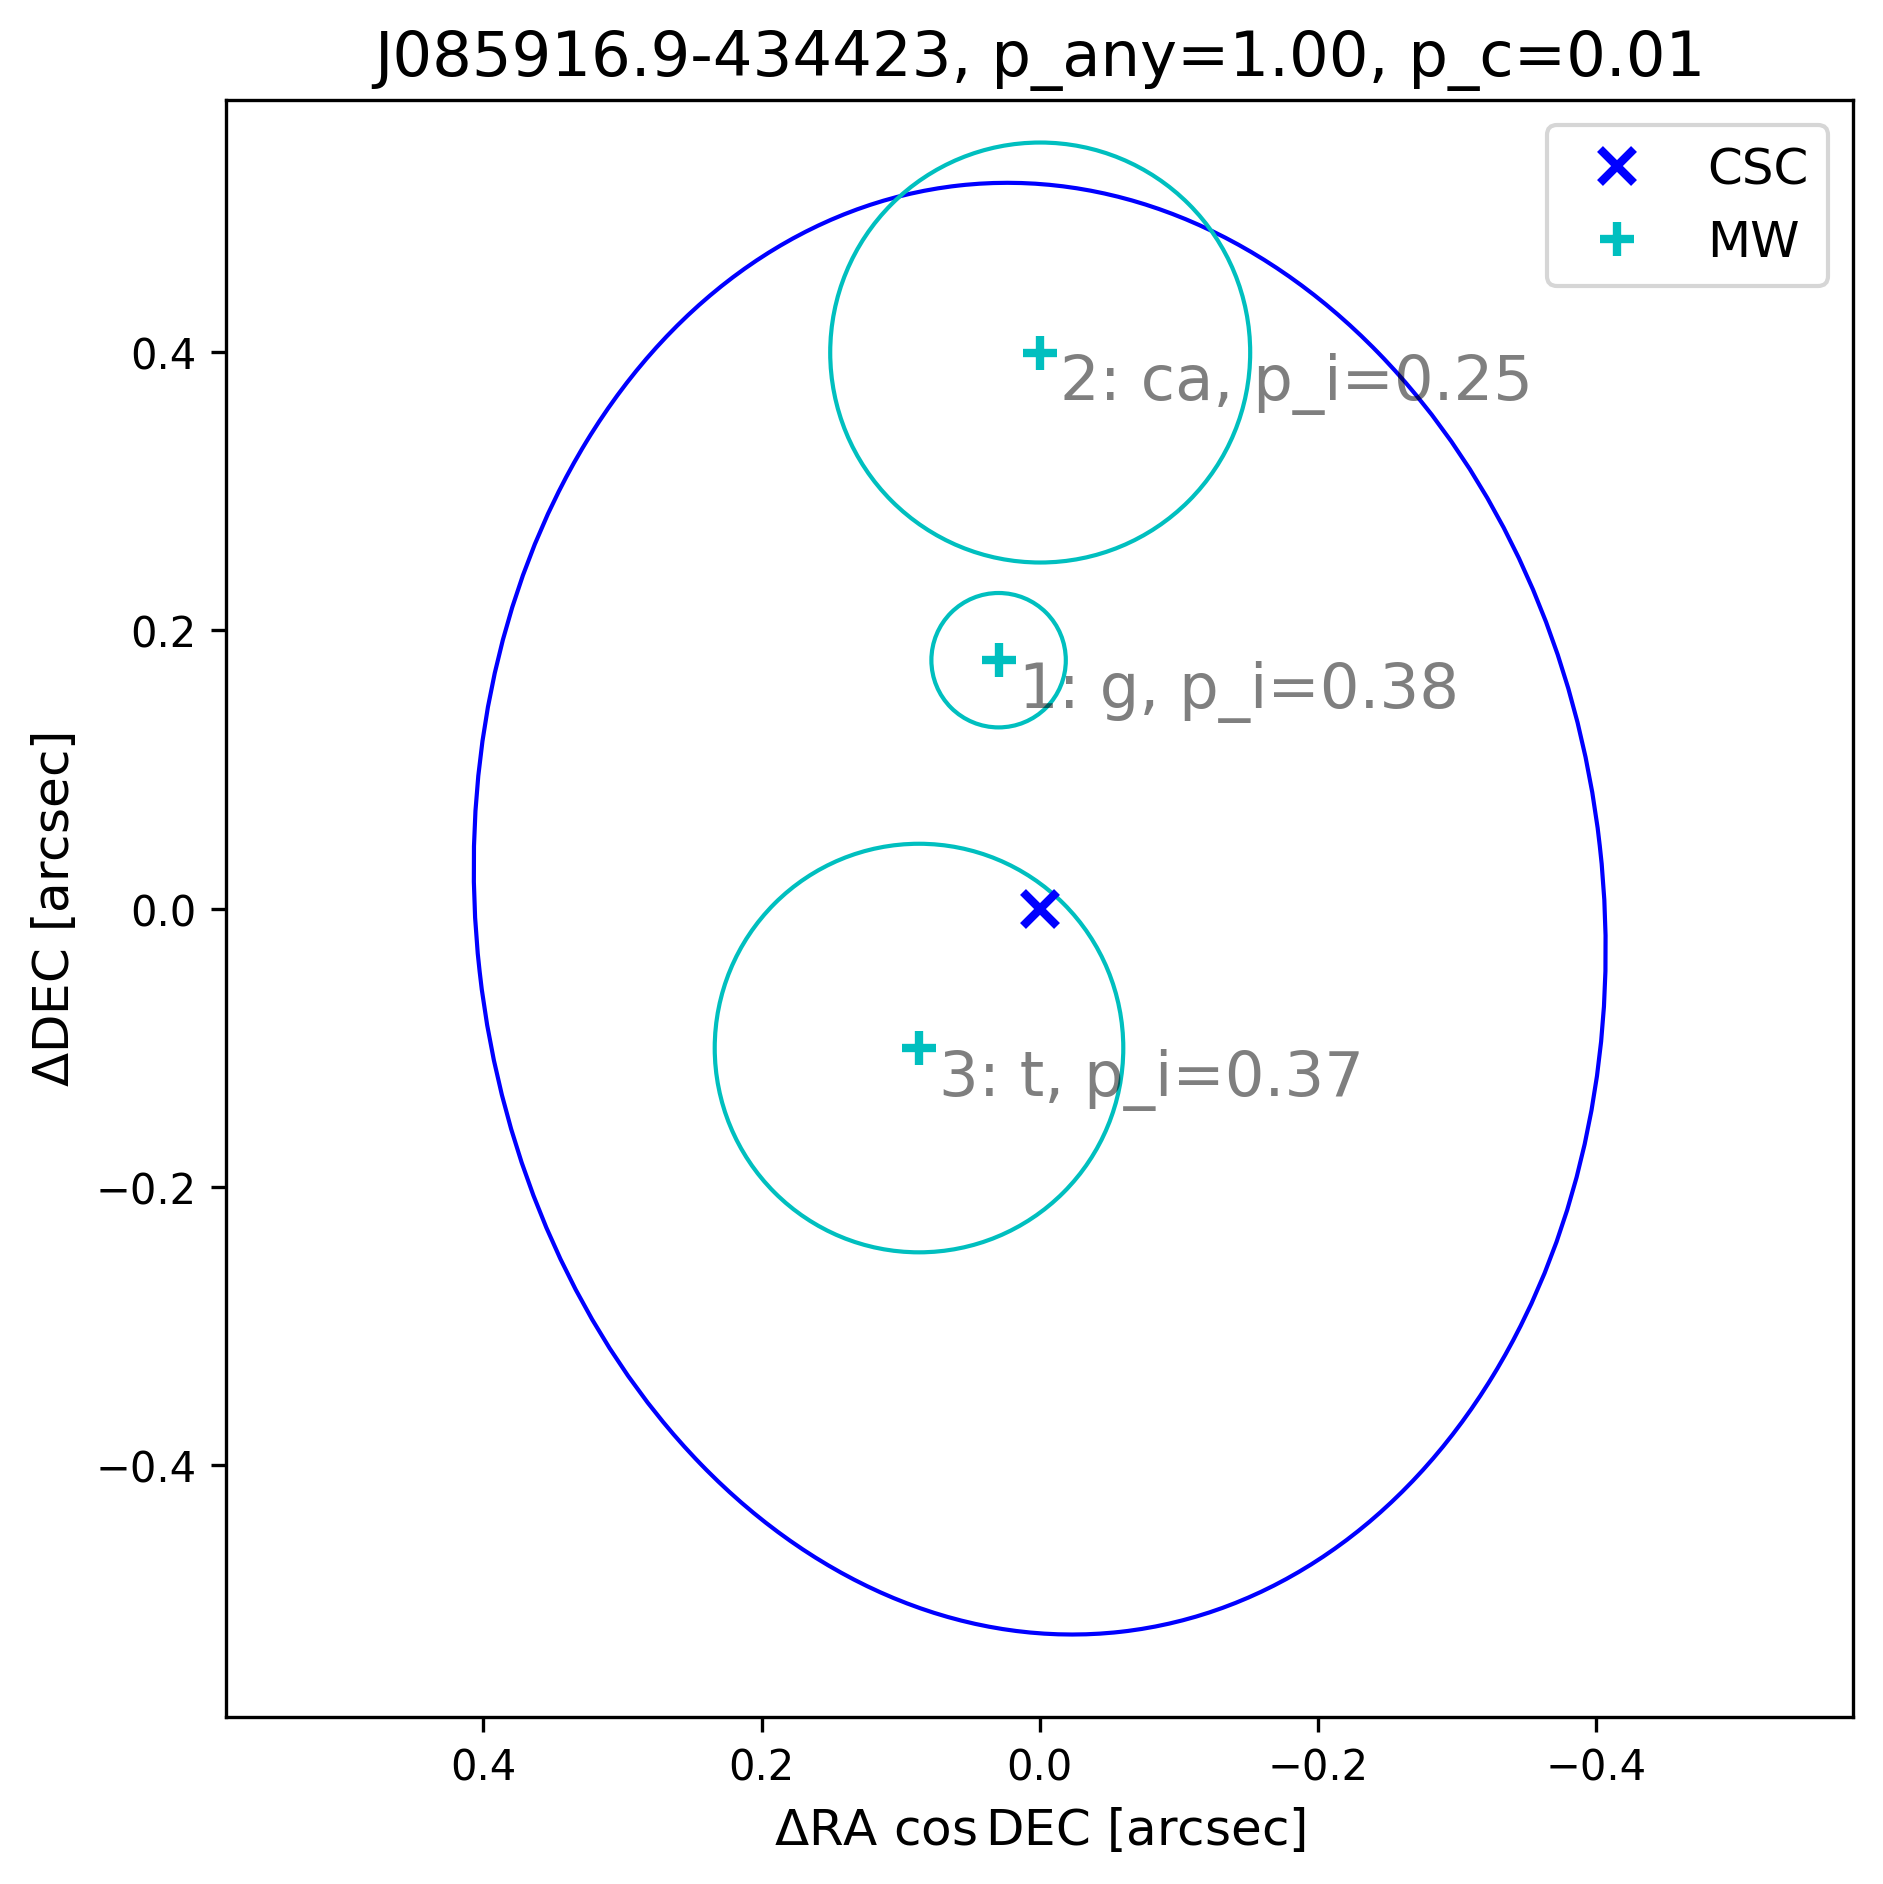 J085916.9-434423, p_any=1.00, p_c=0.01
CSC
MW
2: ca, p_i=0.25
1: g, p_i=0.38
3: t, p_i=0.37
0.4
0.2
0.0
−0.2
−0.4
ΔDEC [arcsec]
0.4 0.2 0.0 −0.2 −0.4
ΔRA cos DEC [arcsec]